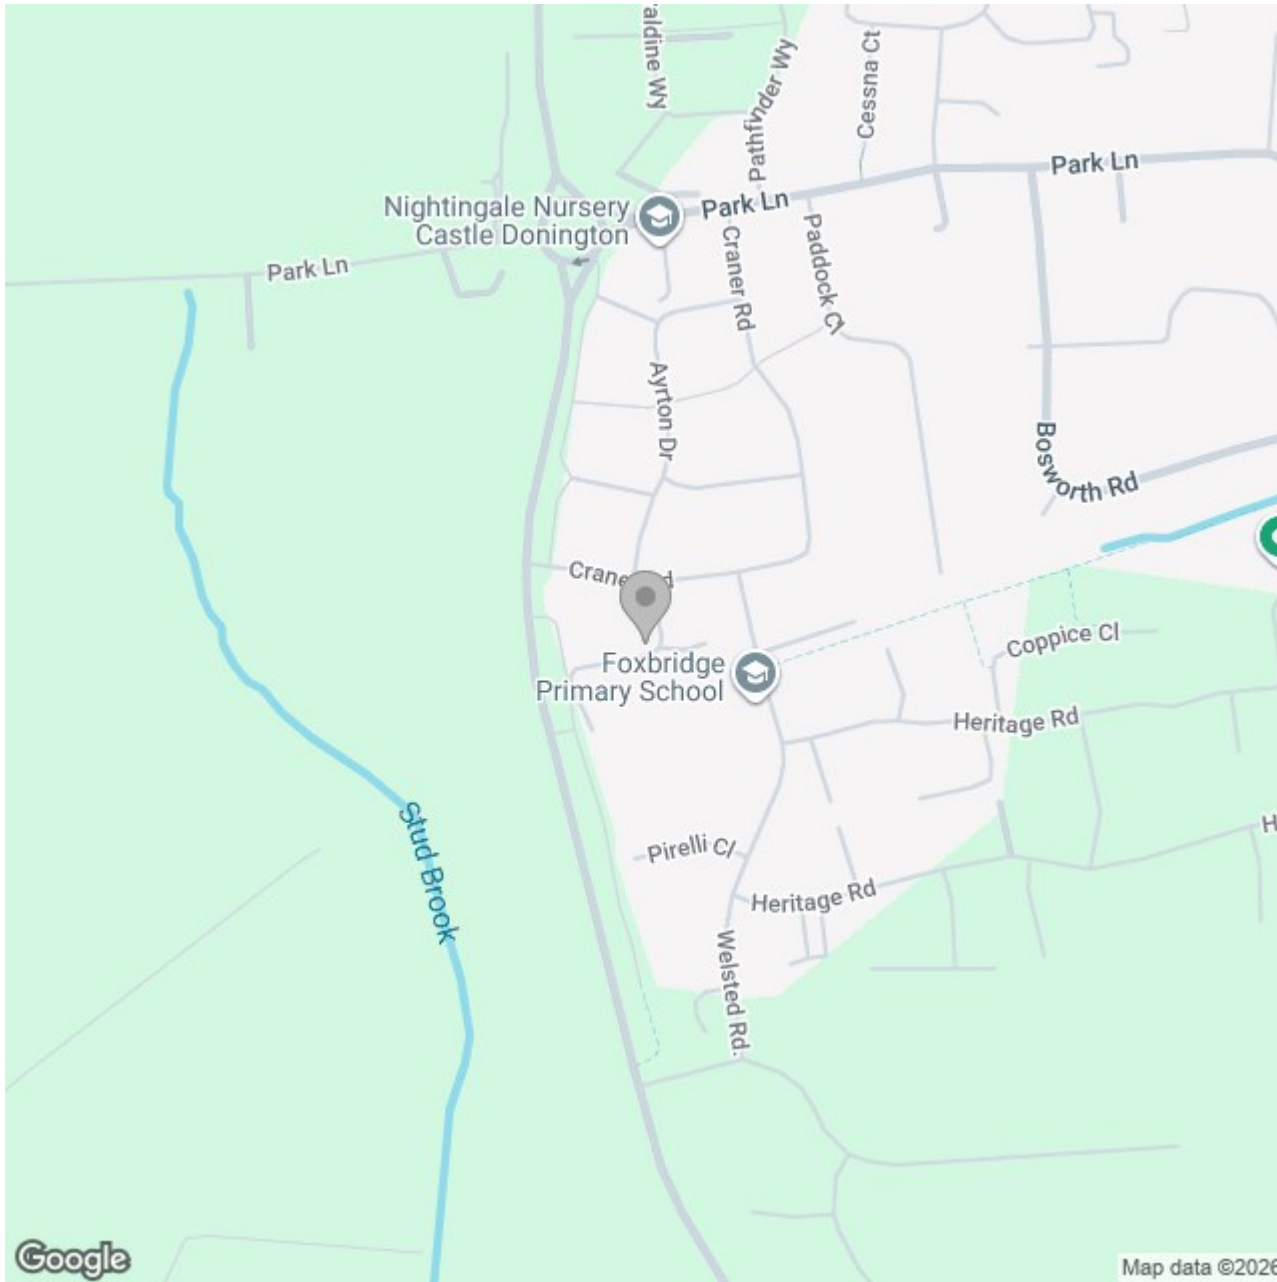 aldine Wy
Pathfinder Wy
Cessna Ct
Park Ln
Nightingale Nursery
Castle Donington
Park Ln
Park Ln
Craner Rd
Paddock Cl
Ayrton Dr
Bosworth Rd
Foxbridge
Primary School
Coppice Cl
Heritage Rd
Stud Brook
Pirelli Cl
H
Heritage Rd
Welsted Rd.
Google
Map data ©2026